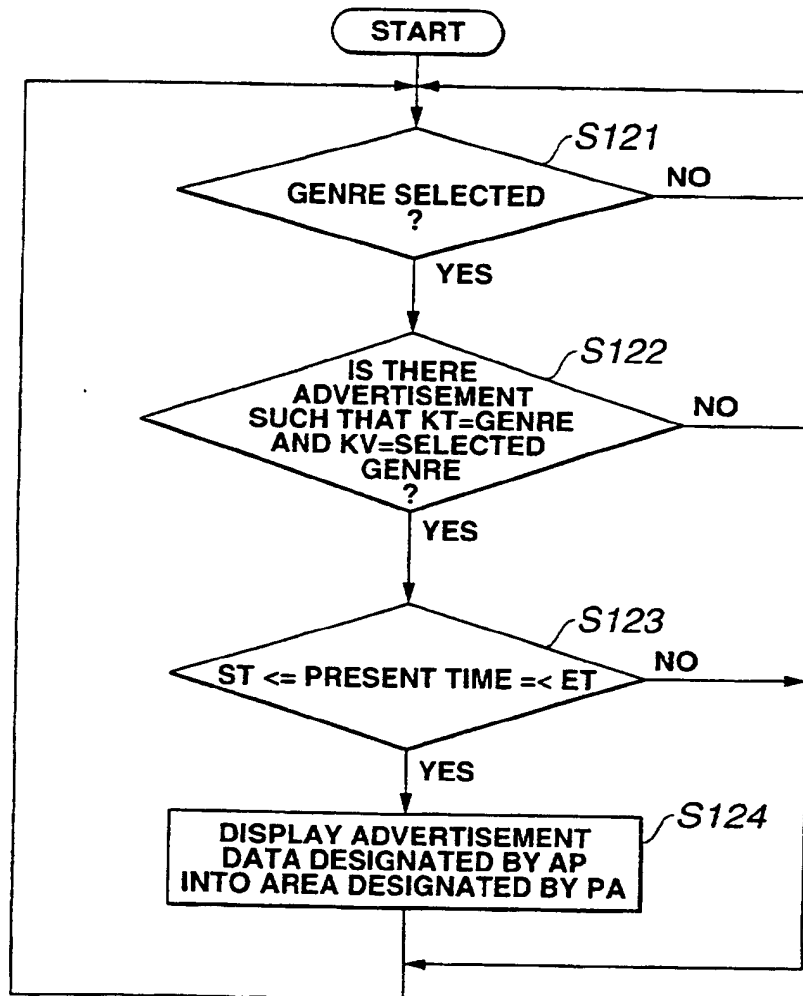 START
S121
GENRE SELECTED
?
NO
YES
S122
IS THERE
ADVERTISEMENT
SUCH THAT KT=GENRE
AND KV=SELECTED
GENRE
?
NO
YES
S123
ST <= PRESENT TIME =< ET
NO
YES
S124
DISPLAY ADVERTISEMENT
DATA DESIGNATED BY AP
INTO AREA DESIGNATED BY PA